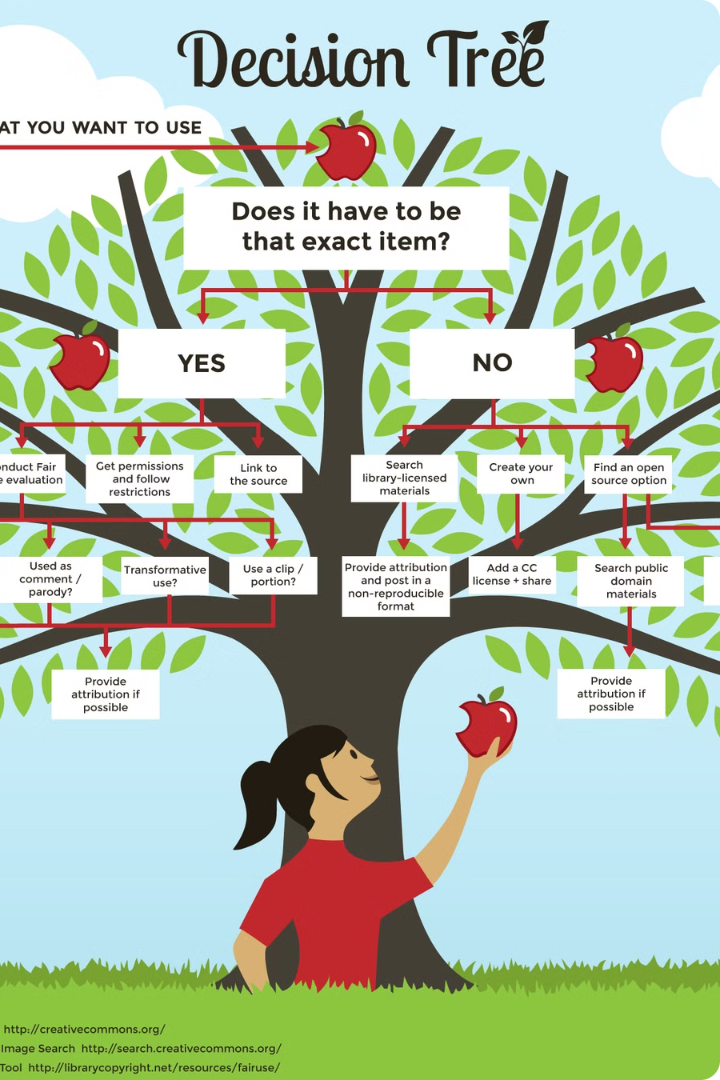 Decision Tree
AT YOU WANT TO USE
Does it have to be
that exact item?
YES
NO
onduct Fair
e evaluation
Get permissions
and follow
restrictions
Link to
the source
Search
library-licensed
materials
Create your
own
Find an open
source option
Used as
comment /
parody?
Transformative
use?
Use a clip /
portion?
Provide attribution
and post in a
non-reproducible
format
Add a CC
license + share
Search public
domain
materials
Provide
attribution if
possible
Provide
attribution if
possible
http://creativecommons.org/
Image Search http://search.creativecommons.org/
Tool http://librarycopyright.net/resources/fairuse/